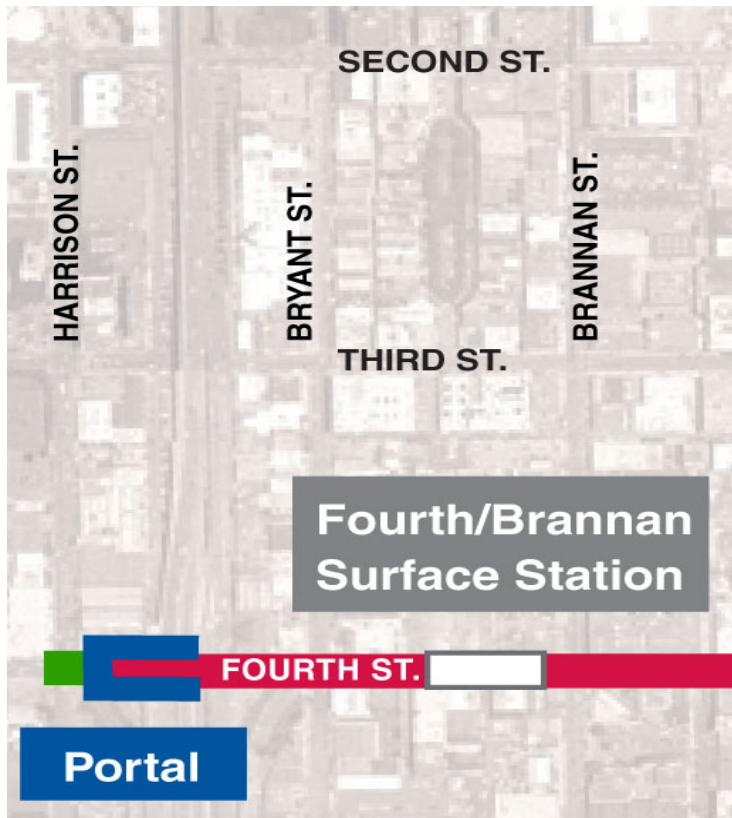 SECOND ST.
HARRISON ST.
BRYANT ST.
BRANNAN ST.
THIRD ST.
Fourth/Brannan
Surface Station
FOURTH ST.
Portal